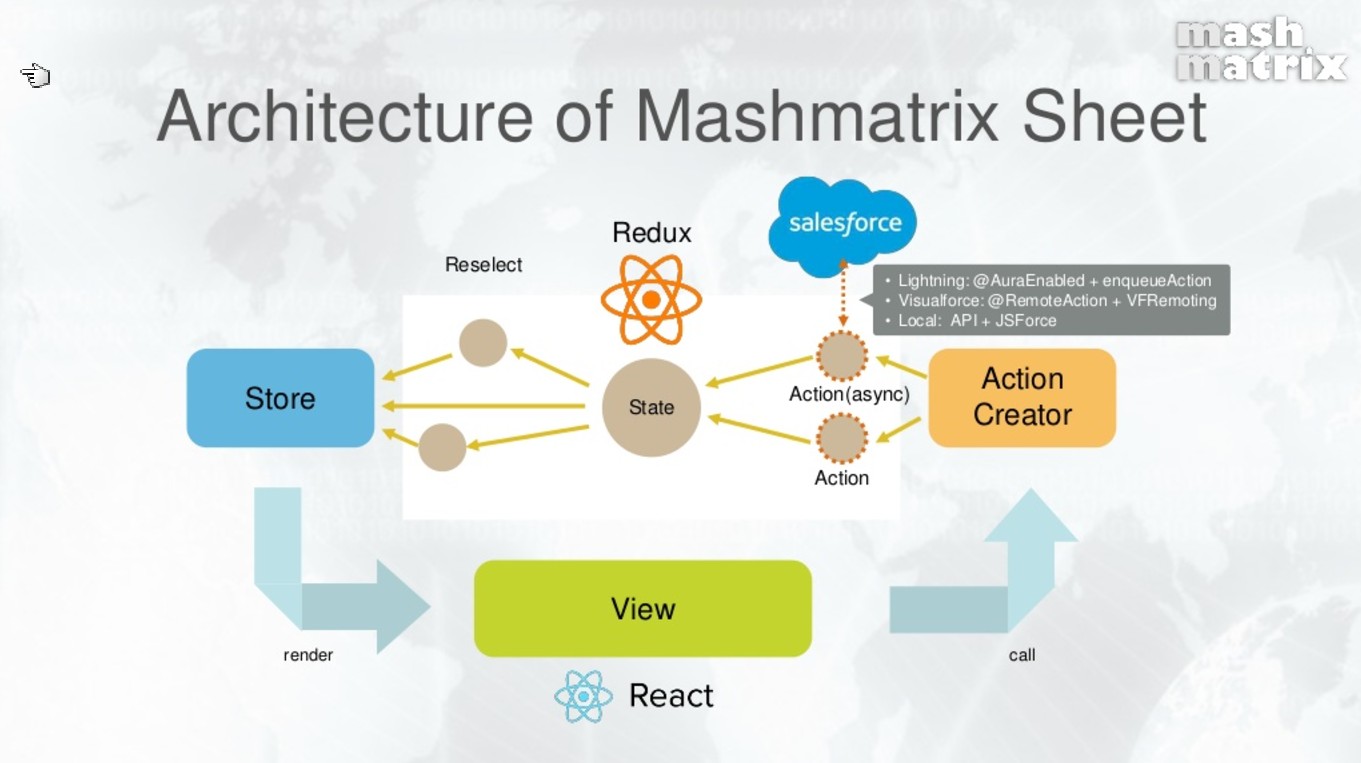 mash
matrix
Architecture of Mashmatrix Sheet
salesforce
Redux
Reselect
• Lightning: @AuraEnabled + enqueueAction
• Visualforce: @RemoteAction + VFRemoting
• Local: API + JSForce
Store
State
Action(async)
Action
Creator
Action
View
render
call
React